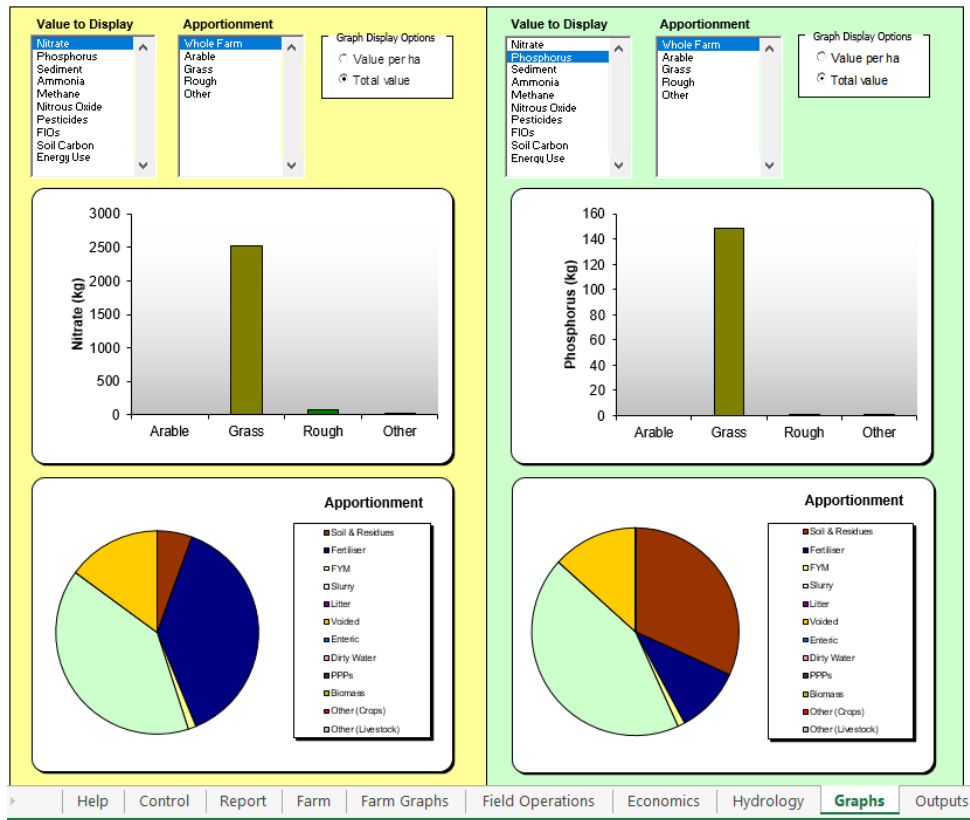 Value to Display
Apportionment
Nitrate
Phosphorus
Sediment
Ammonia
Methane
Nitrous Oxide
Pesticides
FIOs
Soil Carbon
Energy Use
Whole Farm
Arable
Grass
Rough
Other
Graph Display Options
Value per ha
Total value
3000
2500
2000
1500
1000
500
0
Nitrate (kg)
Arable
Grass
Rough
Other
Apportionment
Soil & Residues
Fertiliser
FYM
Slurry
Litter
Voided
Enteric
Dirty Water
PPPs
Biomass
Other (Crops)
Other (Livestock)
Value to Display
Apportionment
Nitrate
Phosphorus
Sediment
Ammonia
Methane
Nitrous Oxide
Pesticides
FIOs
Soil Carbon
Energy Use
Whole Farm
Arable
Grass
Rough
Other
Graph Display Options
Value per ha
Total value
160
140
120
100
80
60
40
20
0
Phosphorus (kg)
Arable
Grass
Rough
Other
Apportionment
Soil & Residues
Fertiliser
FYM
Slurry
Litter
Voided
Enteric
Dirty Water
PPPs
Biomass
Other (Crops)
Other (Livestock)
Help
Control
Report
Farm
Farm Graphs
Field Operations
Economics
Hydrology
Graphs
Outputs